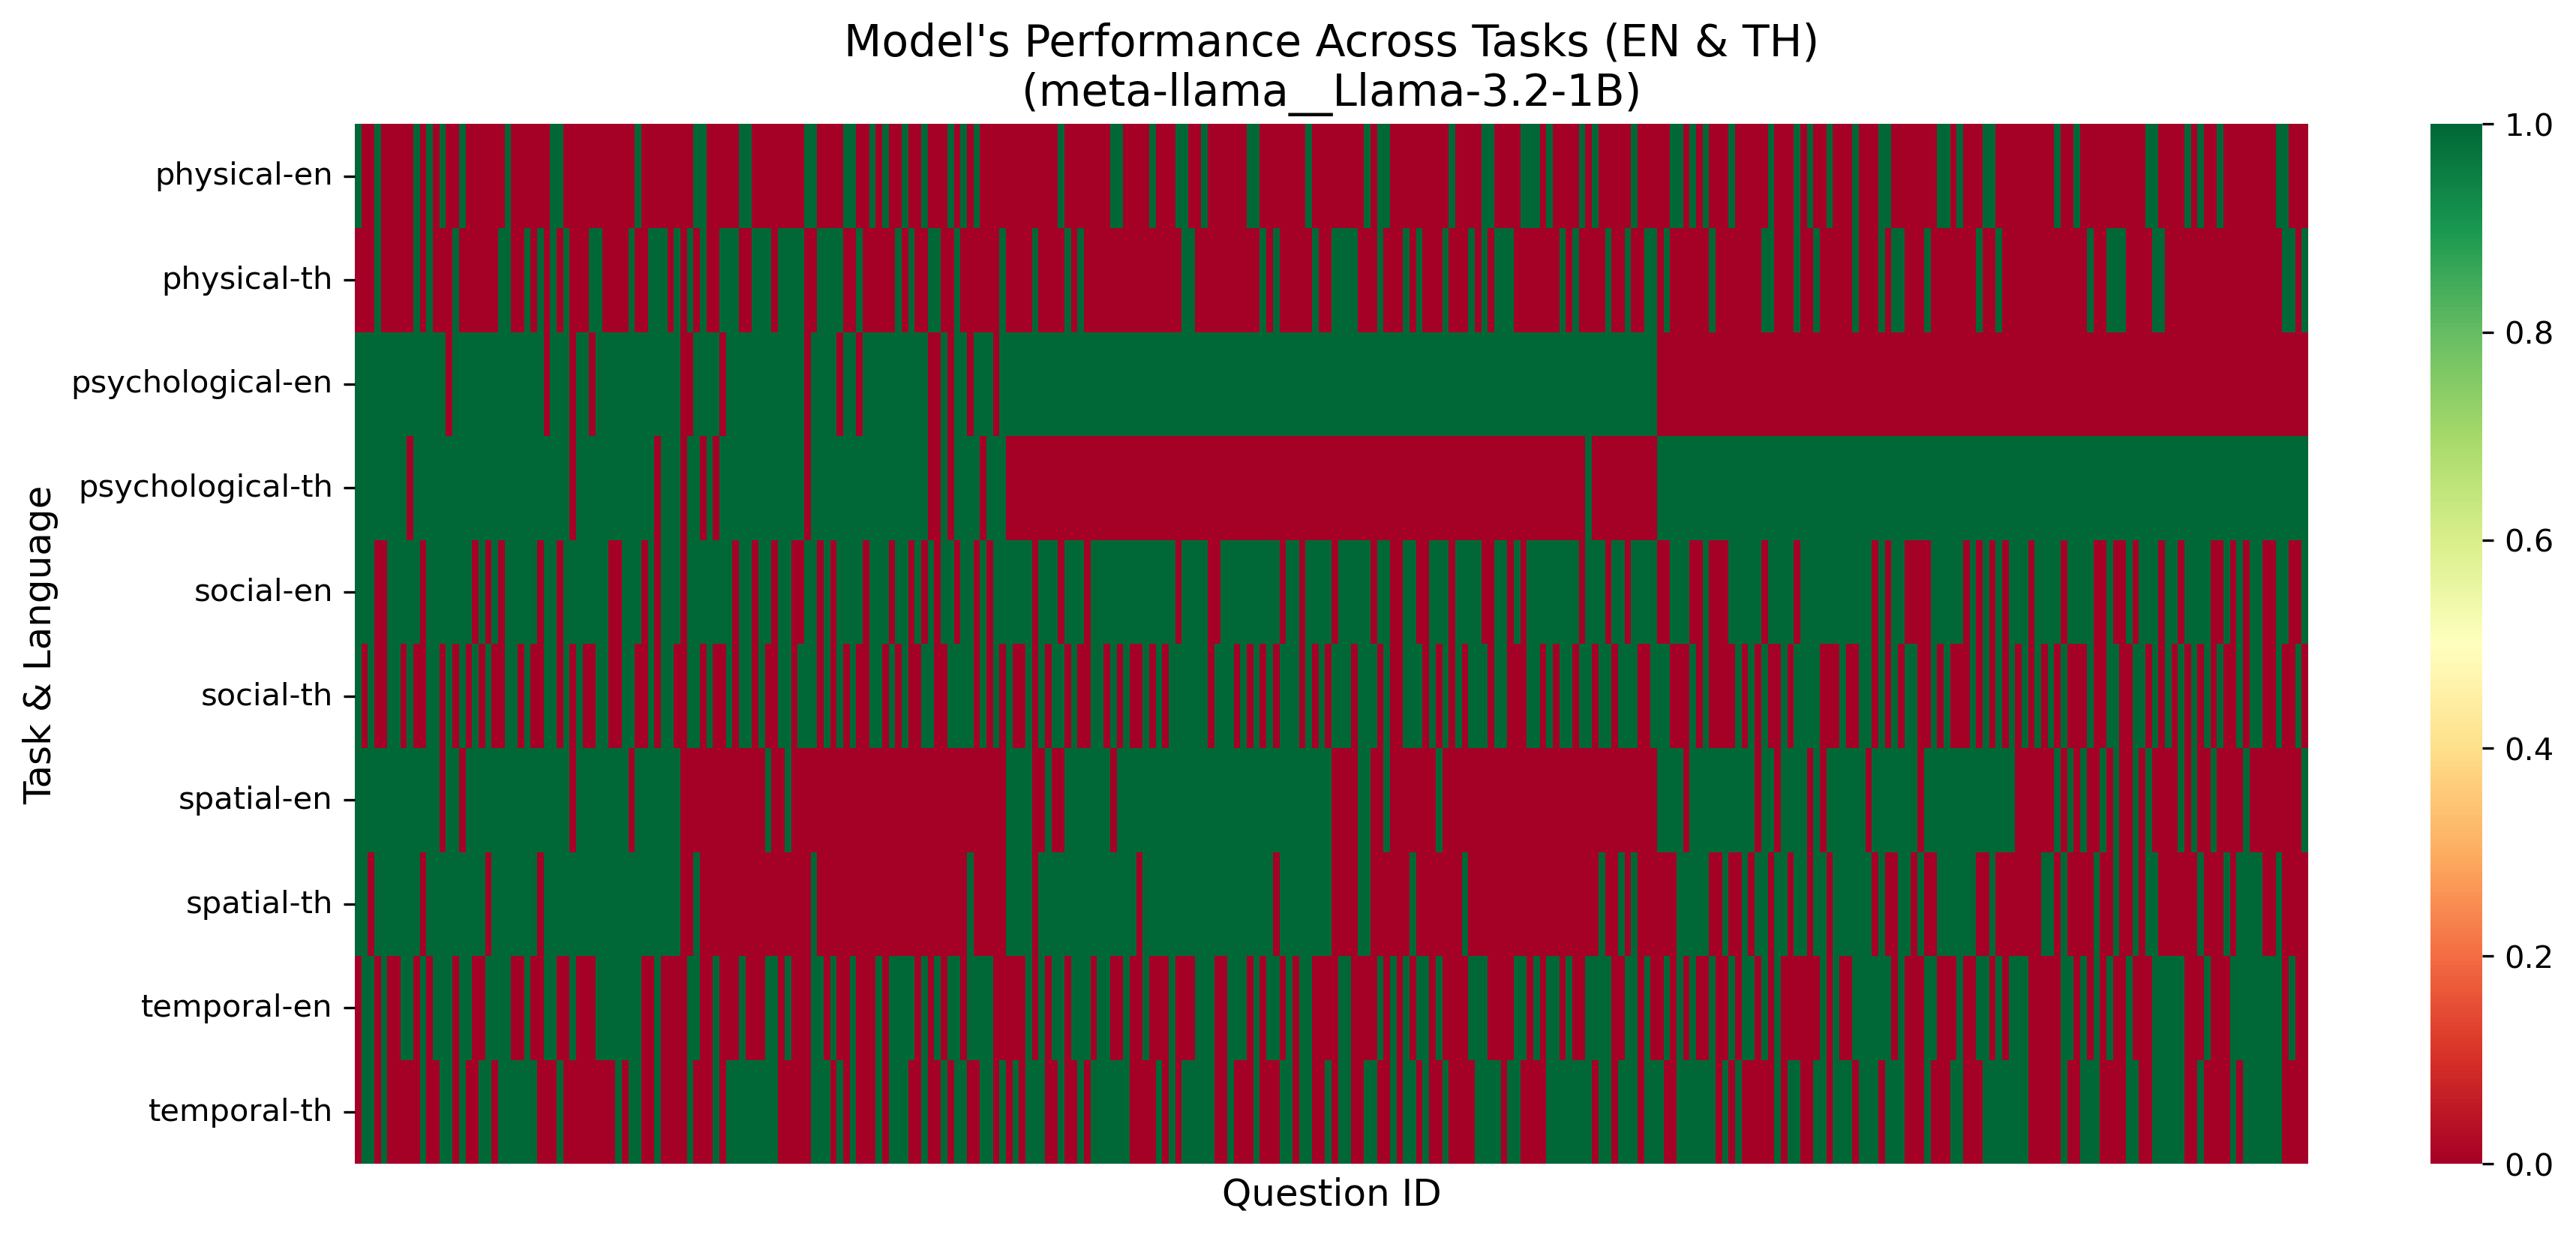 Model's Performance Across Tasks (EN & TH)
(meta-llama__Llama-3.2-1B)
Task & Language
physical-en
physical-th
psychological-en
psychological-th
social-en
social-th
spatial-en
spatial-th
temporal-en
temporal-th
Question ID
1.0
0.8
0.6
0.4
0.2
0.0